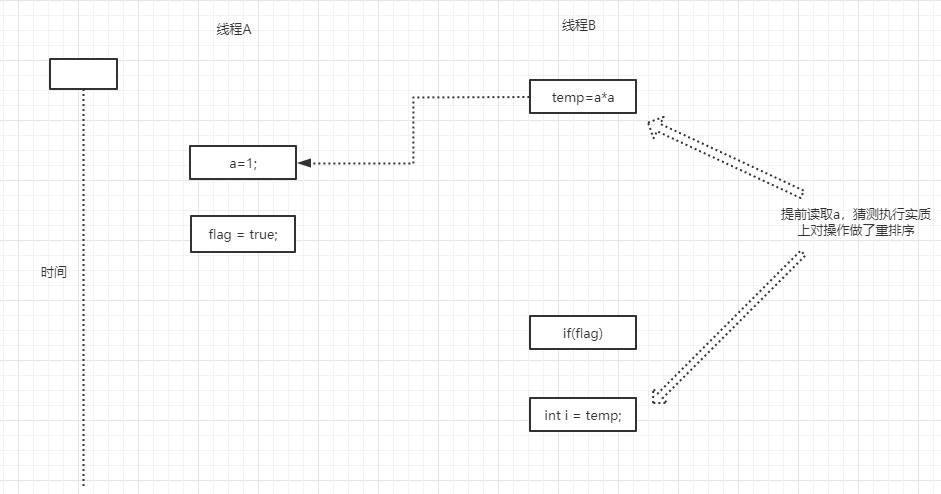 线程A
线程B
temp=a*a
a=1;
提前读取a，猜测执行实质
上对操作做了重排序
flag = true;
时间
if(flag)
int i = temp;